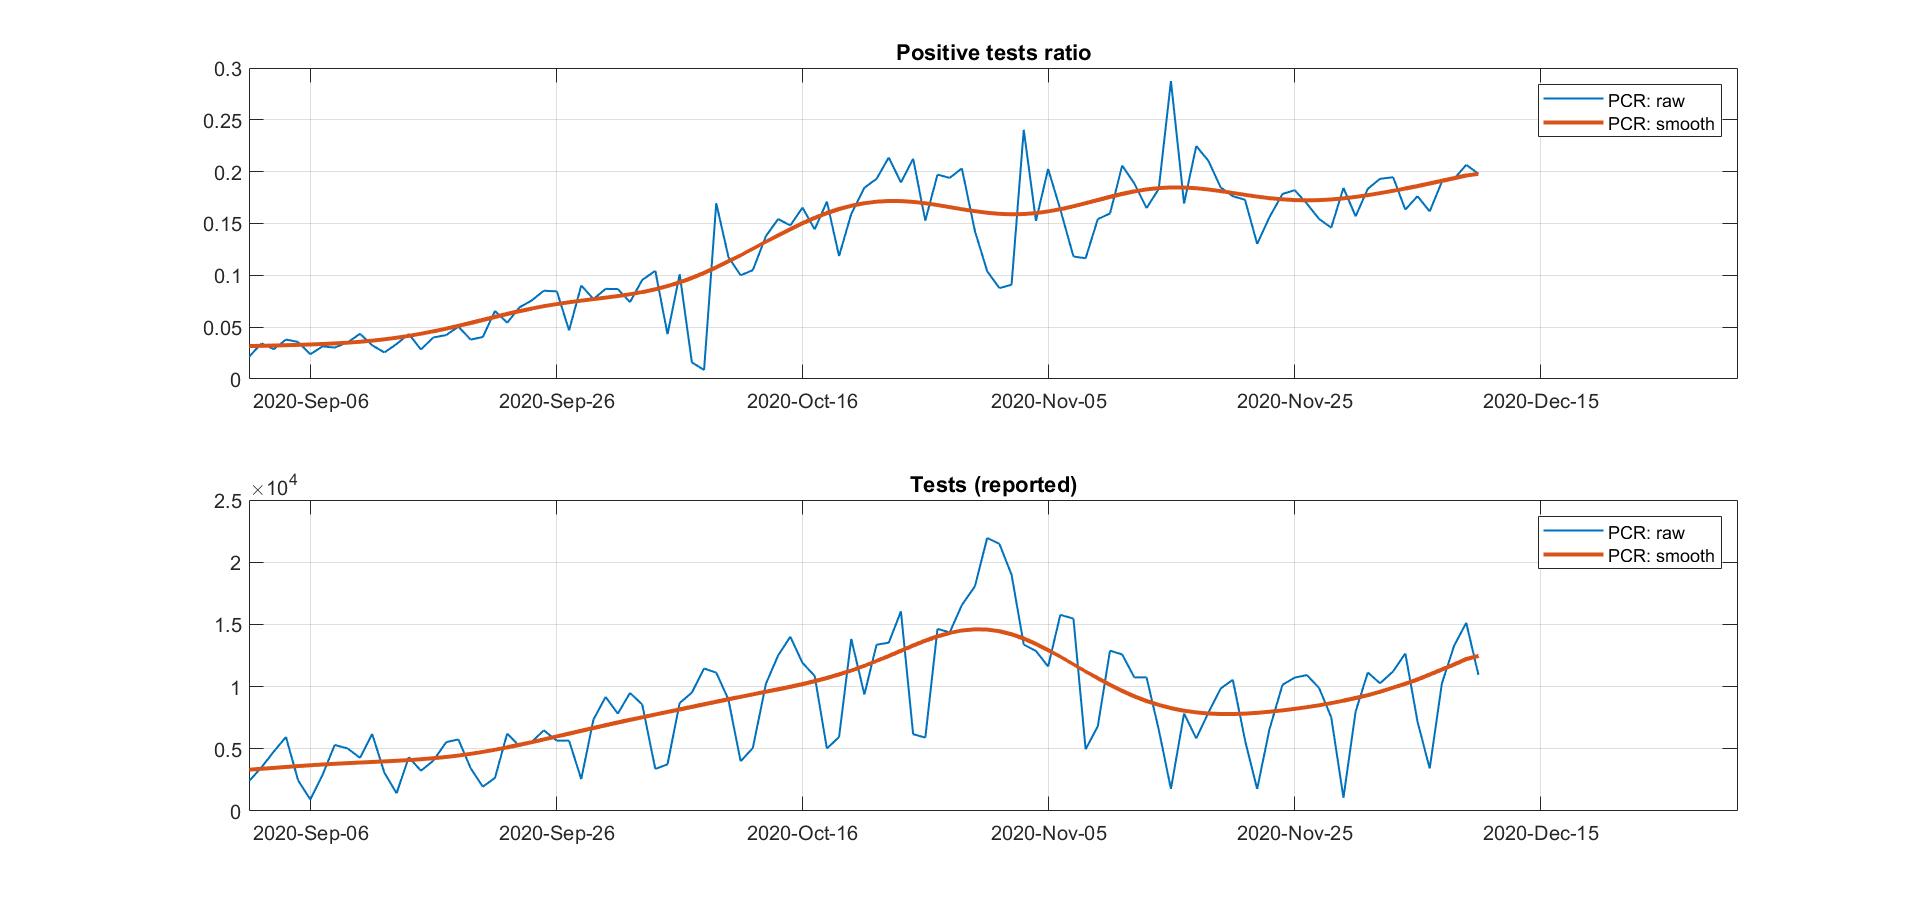 Positive tests ratio
0.3
0.25
0.2
0.15
0.1
0.05
0
PCR: raw
PCR: smooth
2020-Sep-06 2020-Sep-26 2020-Oct-16 2020-Nov-05 2020-Nov-25 2020-Dec-15
Tests (reported)
×10⁴
2.5
2
1.5
1
0.5
0
PCR: raw
PCR: smooth
2020-Sep-06 2020-Sep-26 2020-Oct-16 2020-Nov-05 2020-Nov-25 2020-Dec-15